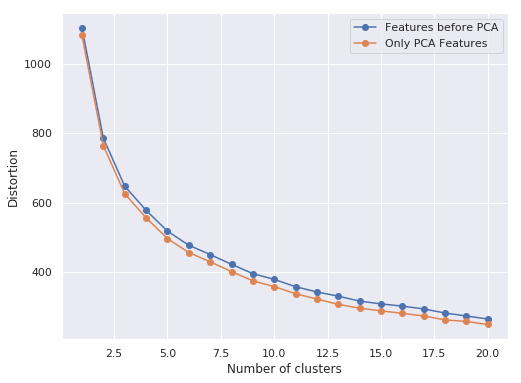 Features before PCA
Only PCA Features
1000
800
600
400
Distortion
2.5 5.0 7.5 10.0 12.5 15.0 17.5 20.0
Number of clusters